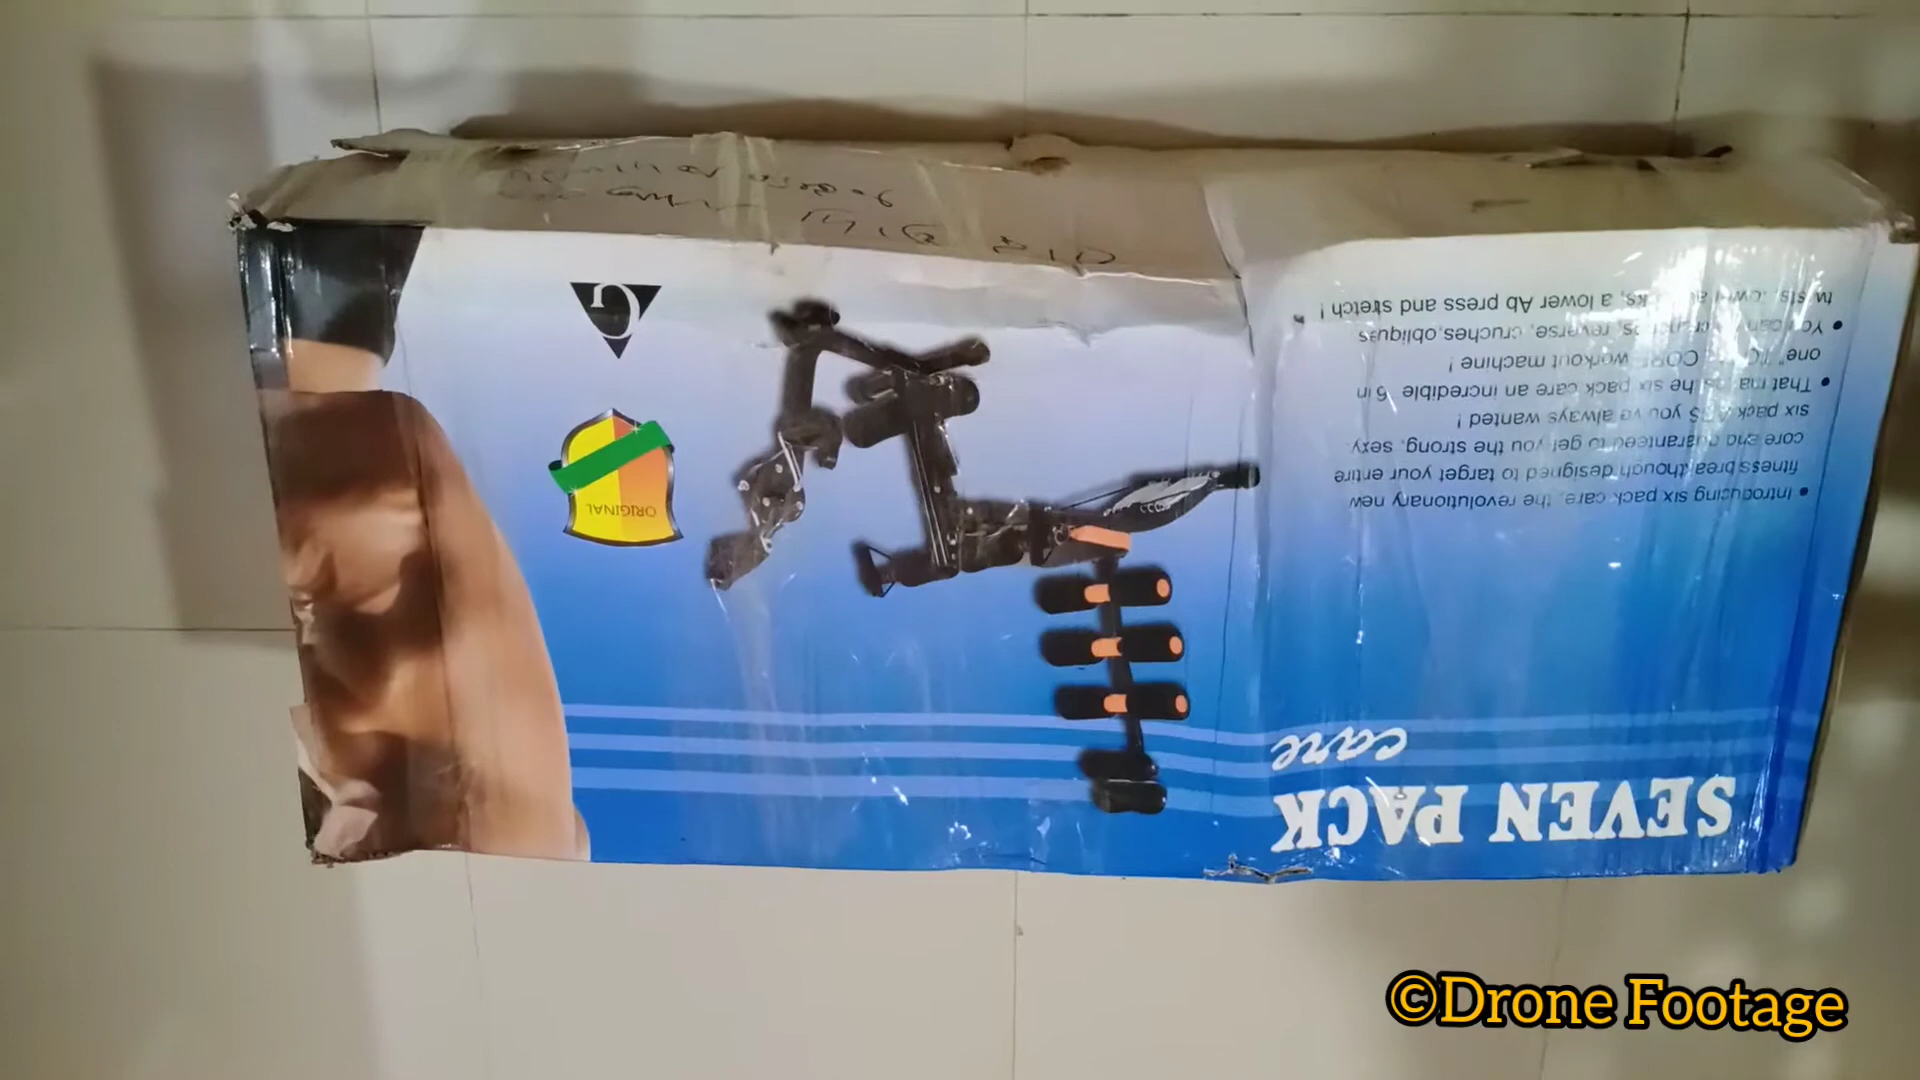 SEVEN PACK
care
• Introducing six pack care, the revolutionary new
fitness breakthough designed to target your entire
core and guaranteed to get you the strong, sexy
six pack ABS you've always wanted !
• That makes the six pack care an incredible 6 in
one" CORE workout machine !
• You can reverse, cruches, obliques
a lower Ab press and stretch !
ORIGINAL
G
©Drone Footage